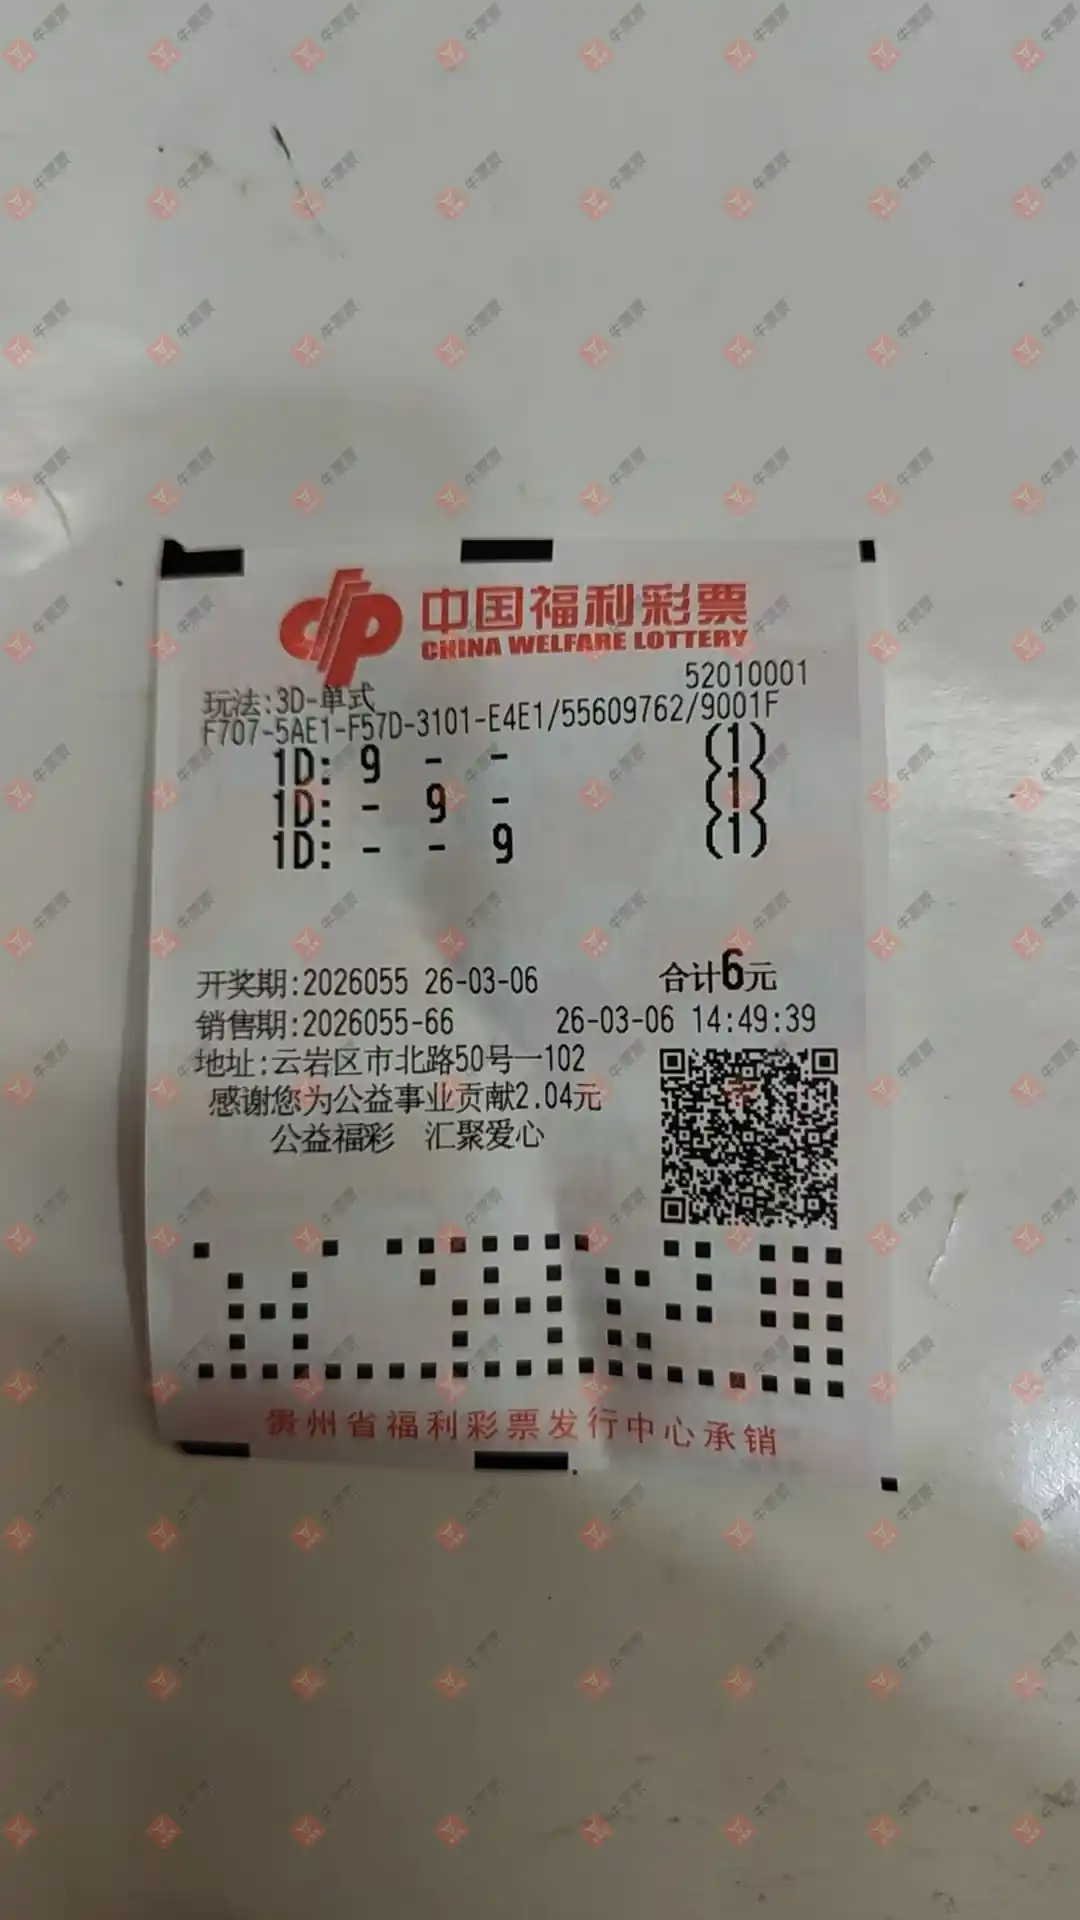 中国福利彩票
CHINA WELFARE LOTTERY
52010001
玩法:3D-单式
F707-5AE1-F57D-3101-E4E1/55609762/9001F
1D: 9 - - (1)
1D: - 9 - (1)
1D: - - 9 (1)
开奖期:2026055 26-03-06 合计6元
销售期:2026055-66 26-03-06 14:49:39
地址:云岩区市北路50号一102
感谢您为公益事业贡献2.04元
公益福彩 汇聚爱心
贵州省福利彩票发行中心承销